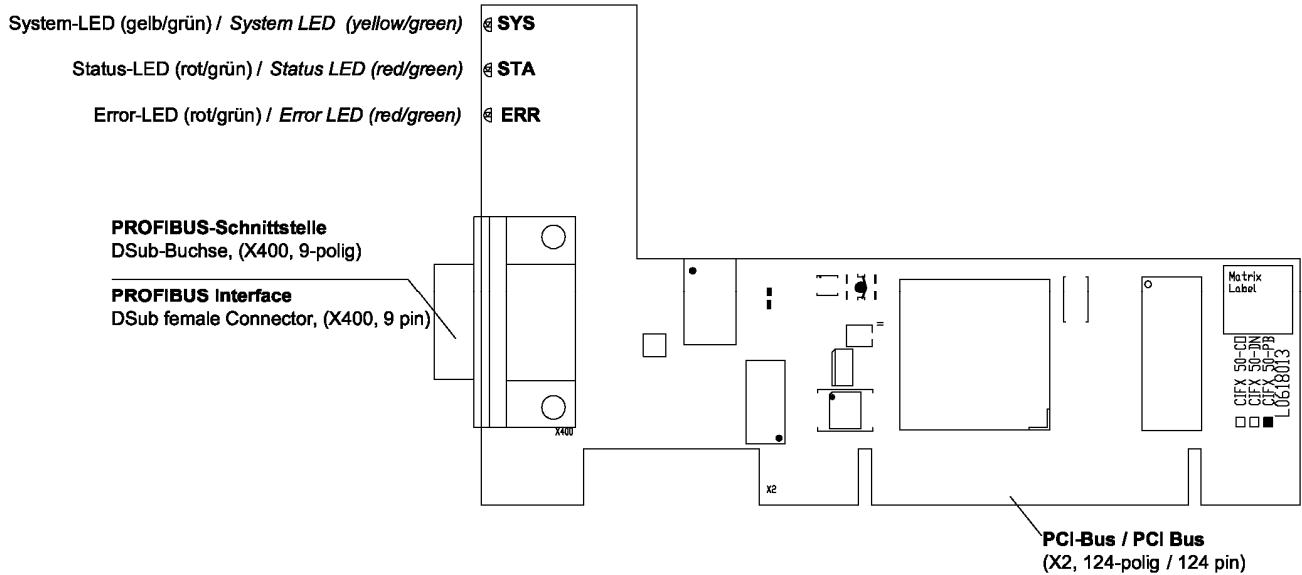 System-LED (gelb/grün) / System LED (yellow/green) SYS
Status-LED (rot/grün) / Status LED (red/green) STA
Error-LED (rot/grün) / Error LED (red/green) ERR
PROFIBUS-Schnittstelle
DSub-Buchse, (X400, 9-polig)
PROFIBUS Interface
DSub female Connector, (X400, 9 pin)
X400
X2
Matrix
Label
CIFX 50-CO
CIFX 50-DN
CIFX 50-PB
L0618013
PCI-Bus / PCI Bus
(X2, 124-polig / 124 pin)